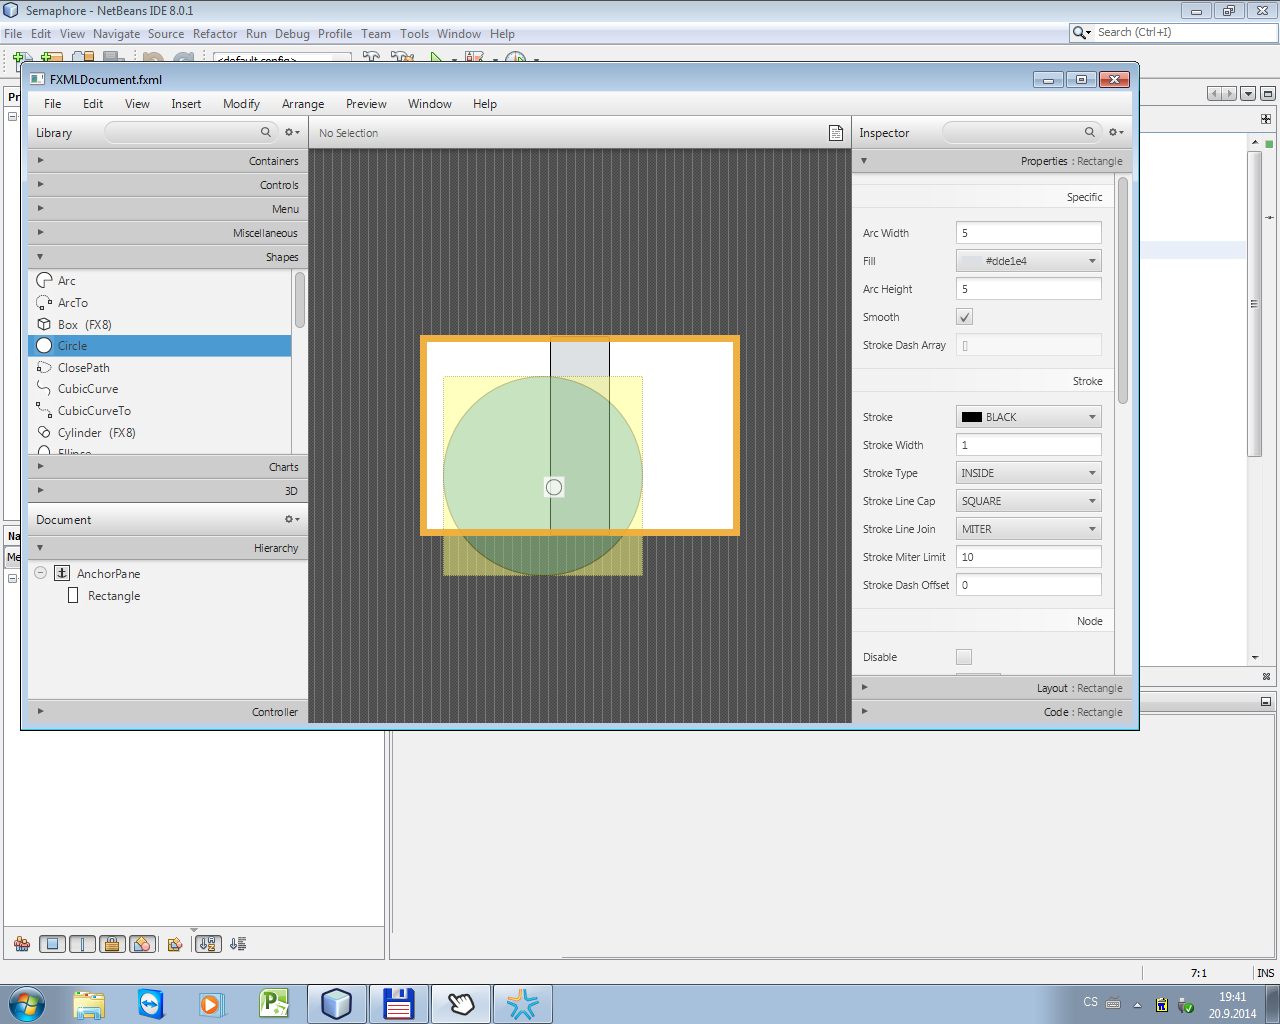 Semaphore - NetBeans IDE 8.0.1
File Edit View Navigate Source Refactor Run Debug Profile Team Tools Window Help
Search (Ctrl+I)
<default config>
FXMLDocument.fxml
File Edit View Insert Modify Arrange Preview Window Help
Library
No Selection
Inspector
Containers
Properties : Rectangle
Controls
Menu
Miscellaneous
Shapes
Arc
ArcTo
Box (FX8)
Circle
ClosePath
CubicCurve
CubicCurveTo
Cylinder (FX8)
Ellipse
Charts
3D
Document
Hierarchy
AnchorPane
Rectangle
Controller
Specific
Arc Width 5
Fill #dde1e4
Arc Height 5
Smooth
Stroke Dash Array []
Stroke
Stroke BLACK
Stroke Width 1
Stroke Type INSIDE
Stroke Line Cap SQUARE
Stroke Line Join MITER
Stroke Miter Limit 10
Stroke Dash Offset 0
Node
Disable
Layout : Rectangle
Code : Rectangle
Pr
Na
Me
7:1 INS
CS
19:41
20.9.2014